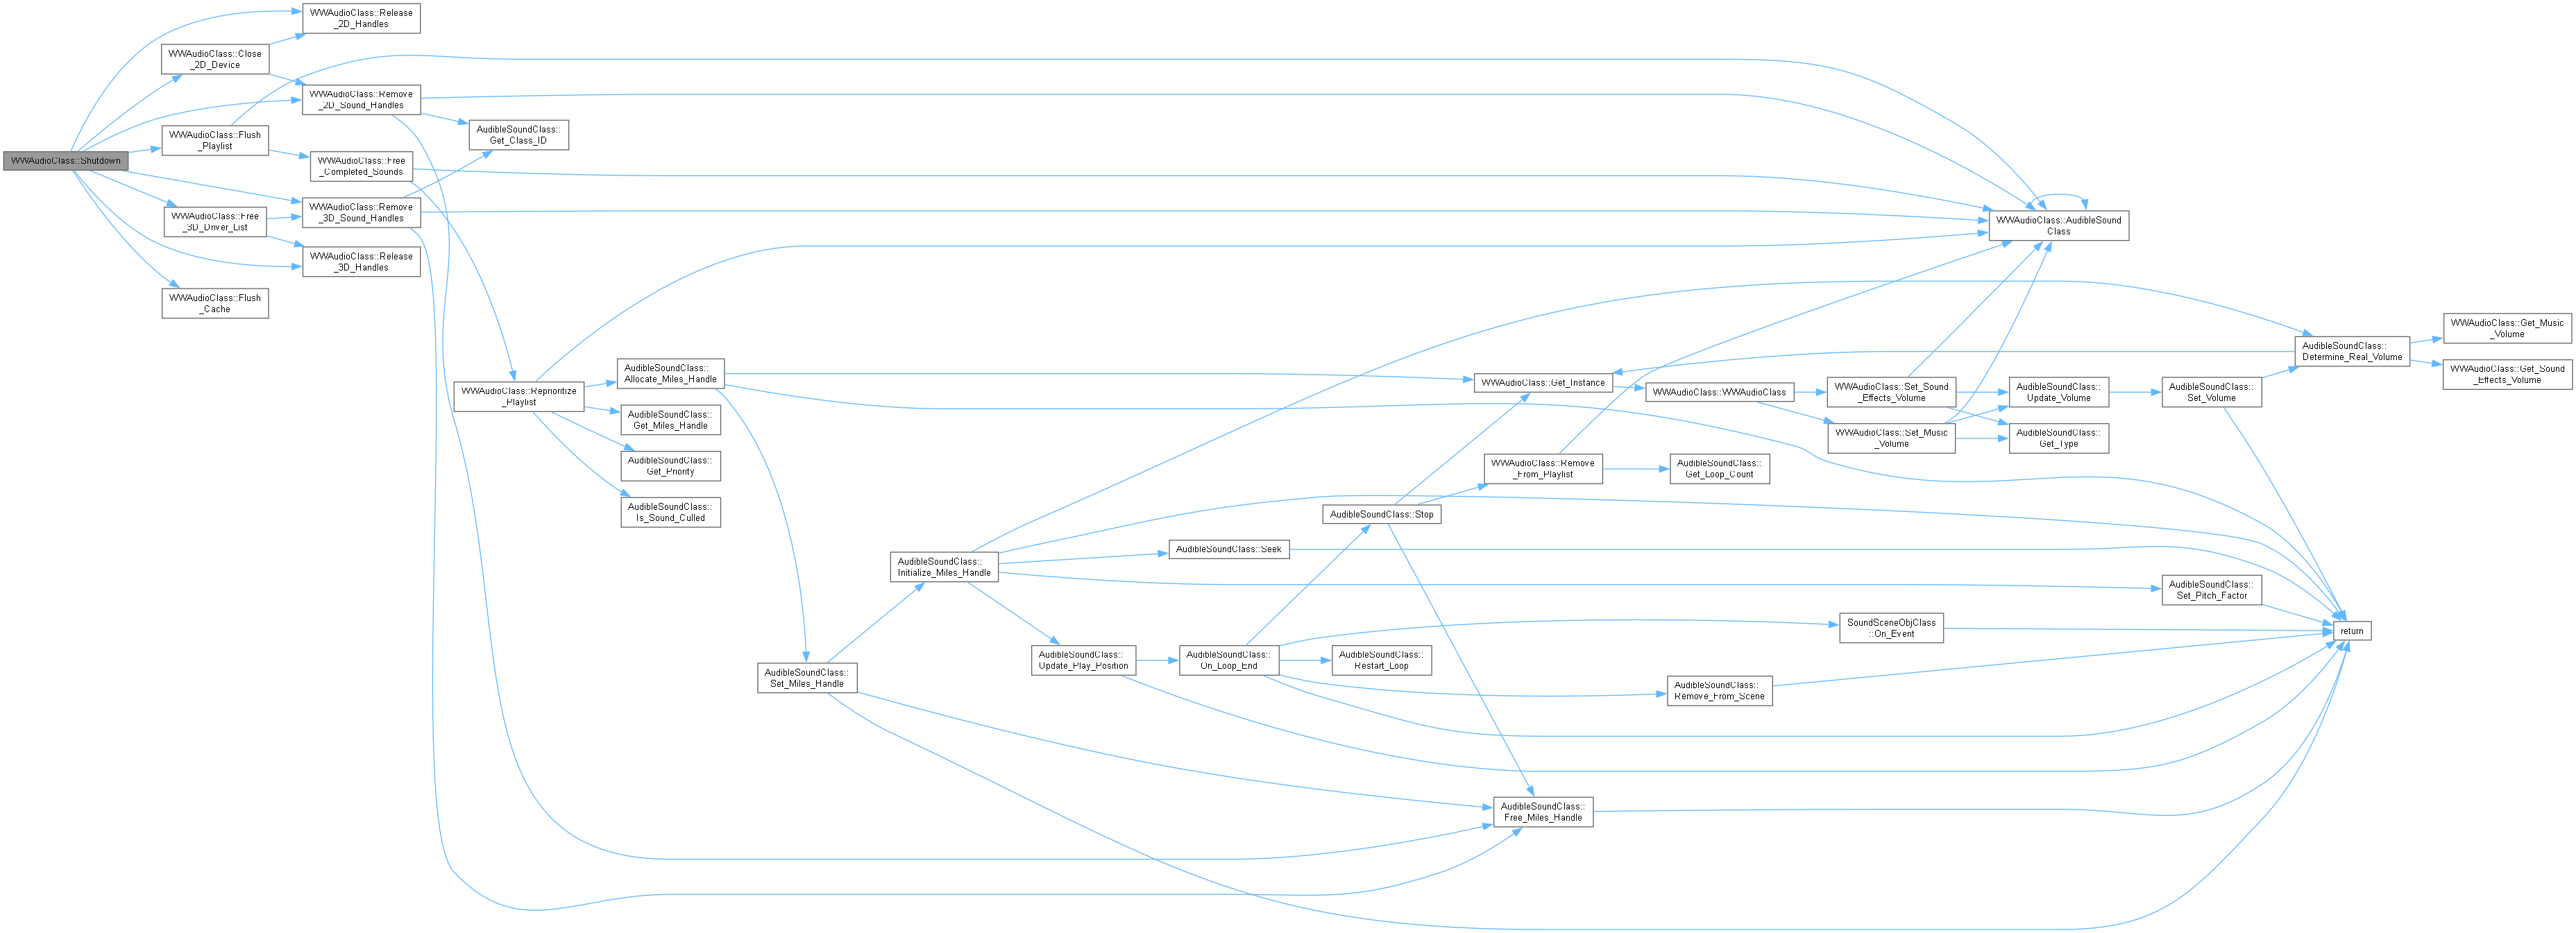 WWAudioClass::Shutdown
WWAudioClass::Release
_2D_Handles
WWAudioClass::Close
_2D_Device
WWAudioClass::Remove
_2D_Sound_Handles
WWAudioClass::Flush
_Playlist
AudibleSoundClass::
Get_Class_ID
WWAudioClass::Free
_Completed_Sounds
WWAudioClass::Remove
_3D_Sound_Handles
WWAudioClass::Free
_3D_Driver_List
WWAudioClass::Release
_3D_Handles
WWAudioClass::Flush
_Cache
WWAudioClass::AudibleSound
Class
WWAudioClass::Reprioritize
_Playlist
AudibleSoundClass::
Allocate_Miles_Handle
AudibleSoundClass::
Get_Miles_Handle
AudibleSoundClass::
Get_Priority
AudibleSoundClass::
Is_Sound_Culled
AudibleSoundClass::
Set_Miles_Handle
AudibleSoundClass::
Initialize_Miles_Handle
AudibleSoundClass::
Update_Play_Position
AudibleSoundClass::Seek
AudibleSoundClass::
On_Loop_End
AudibleSoundClass::Stop
AudibleSoundClass::
Restart_Loop
WWAudioClass::Get_Instance
WWAudioClass::Remove
_From_Playlist
AudibleSoundClass::
Free_Miles_Handle
WWAudioClass::WWAudioClass
AudibleSoundClass::
Get_Loop_Count
AudibleSoundClass::
Remove_From_Scene
WWAudioClass::Set_Sound
_Effects_Volume
WWAudioClass::Set_Music
_Volume
SoundSceneObjClass
::On_Event
AudibleSoundClass::
Update_Volume
AudibleSoundClass::
Get_Type
AudibleSoundClass::
Set_Volume
AudibleSoundClass::
Set_Pitch_Factor
AudibleSoundClass::
Determine_Real_Volume
return
WWAudioClass::Get_Music
_Volume
WWAudioClass::Get_Sound
_Effects_Volume